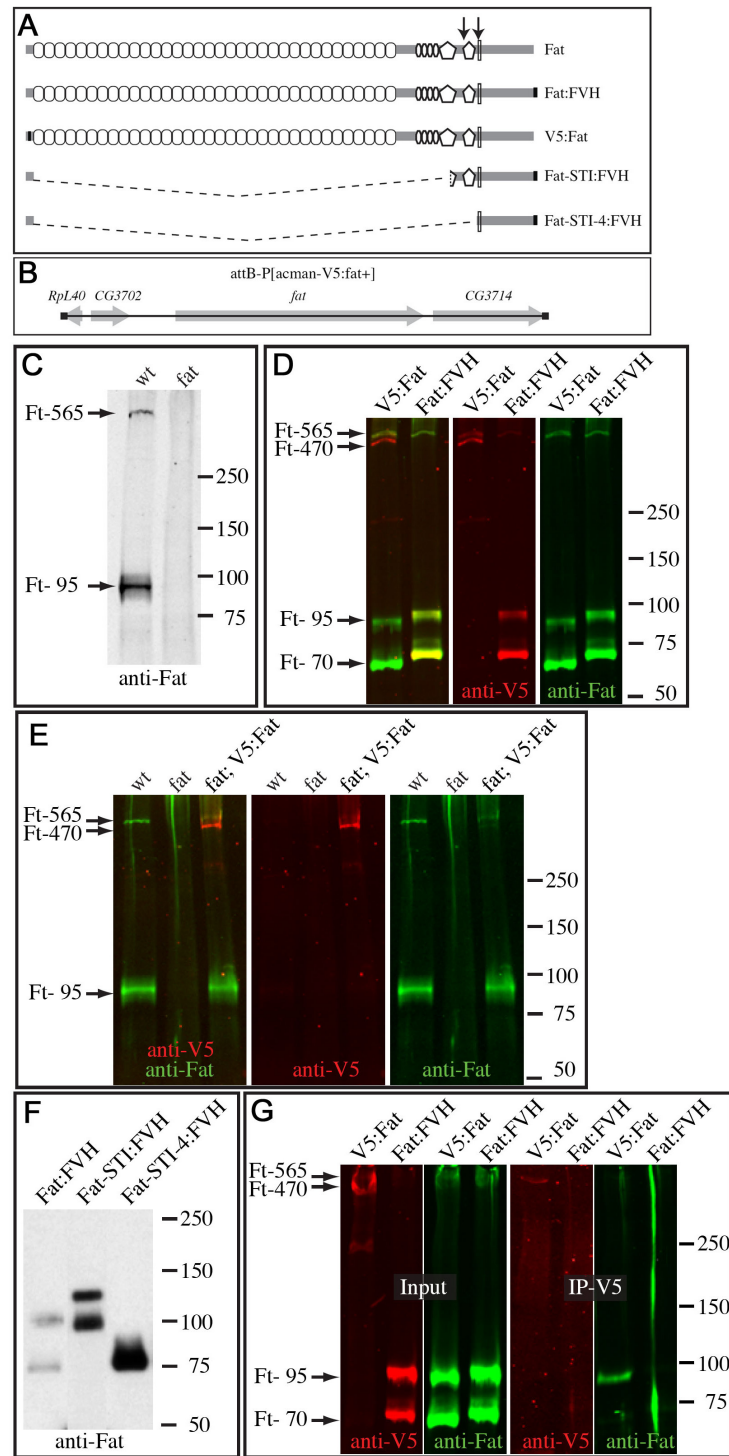 A
Fat
Fat:FVH
V5:Fat
Fat-STI:FVH
Fat-STI-4:FVH
B
attB-P[acman-V5:fat+]
RpL40 CG3702 fat CG3714
C
wt fat
Ft-565
250
150
100
Ft- 95
75
anti-Fat
D
V5:Fat Fat:FVH V5:Fat Fat:FVH V5:Fat Fat:FVH
Ft-565
Ft-470
250
150
100
Ft- 95
75
Ft- 70
50
anti-V5 anti-Fat
E
wt fat fat; V5:Fat wt fat fat; V5:Fat wt fat fat; V5:Fat
Ft-565
Ft-470
250
150
100
Ft- 95
75
50
anti-V5
anti-Fat
anti-V5
anti-Fat
F
Fat:FVH Fat-STI:FVH Fat-STI-4:FVH
250
150
100
75
50
anti-Fat
G
V5:Fat Fat:FVH V5:Fat Fat:FVH V5:Fat Fat:FVH V5:Fat Fat:FVH
Ft-565
Ft-470
250
Input IP-V5
150
100
Ft- 95
75
Ft- 70
anti-V5 anti-Fat anti-V5 anti-Fat